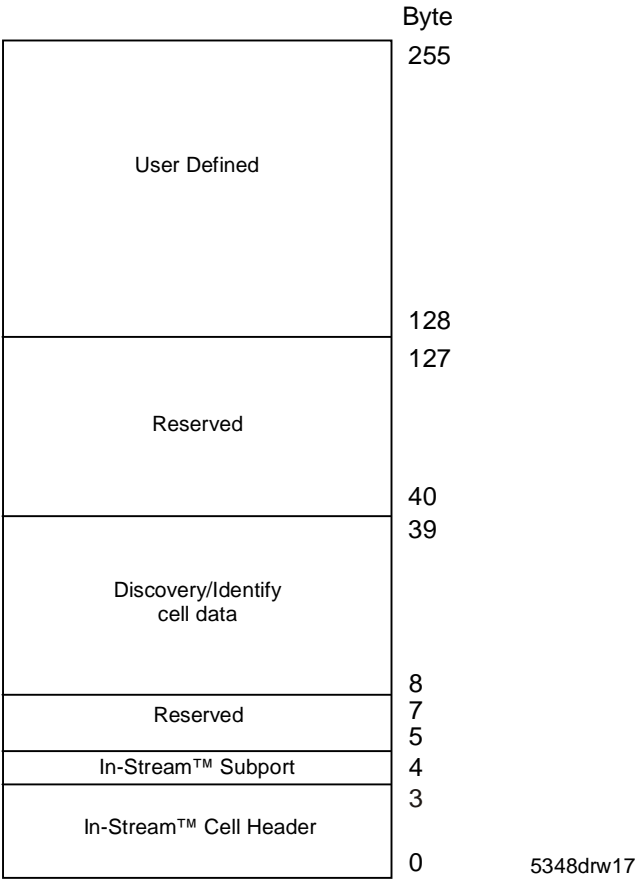 Byte
255
User Defined
128
127
Reserved
40
39
Discovery/Identify
cell data
8
Reserved
7
5
In-Stream™ Support
4
3
In-Stream™ Cell Header
0
5348drw17